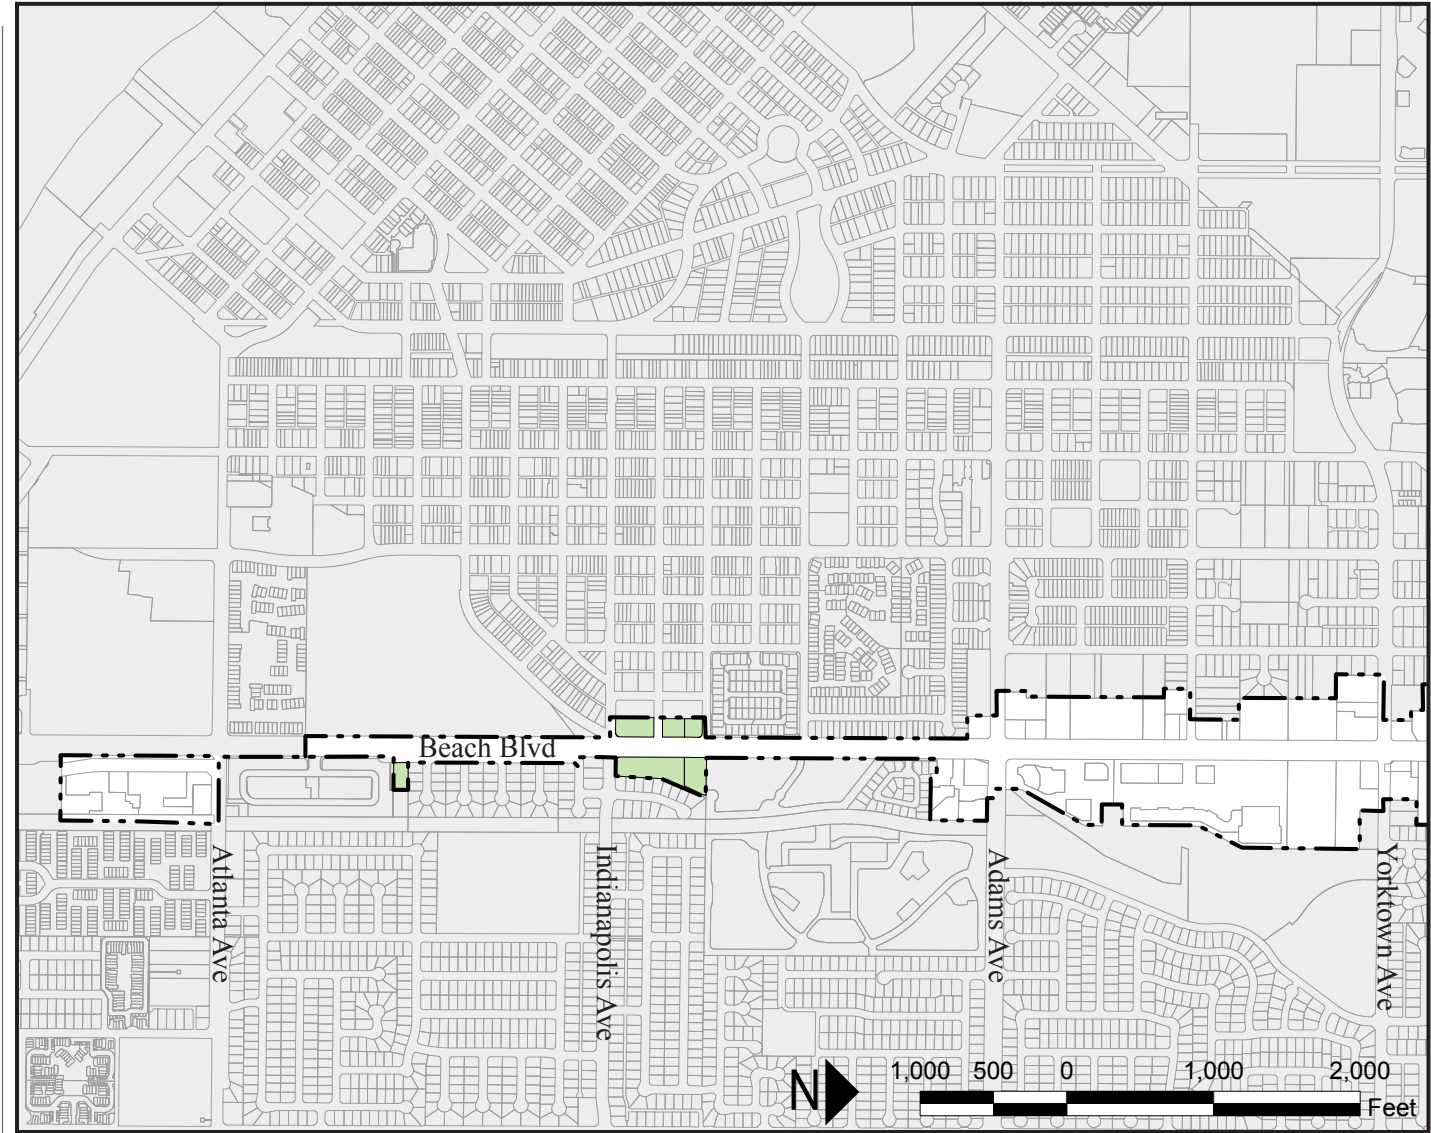 Beach Blvd
Atlanta Ave
Indianapolis Ave
Adams Ave
Yorktown Ave
N
1,000 500 0 1,000 2,000
Feet